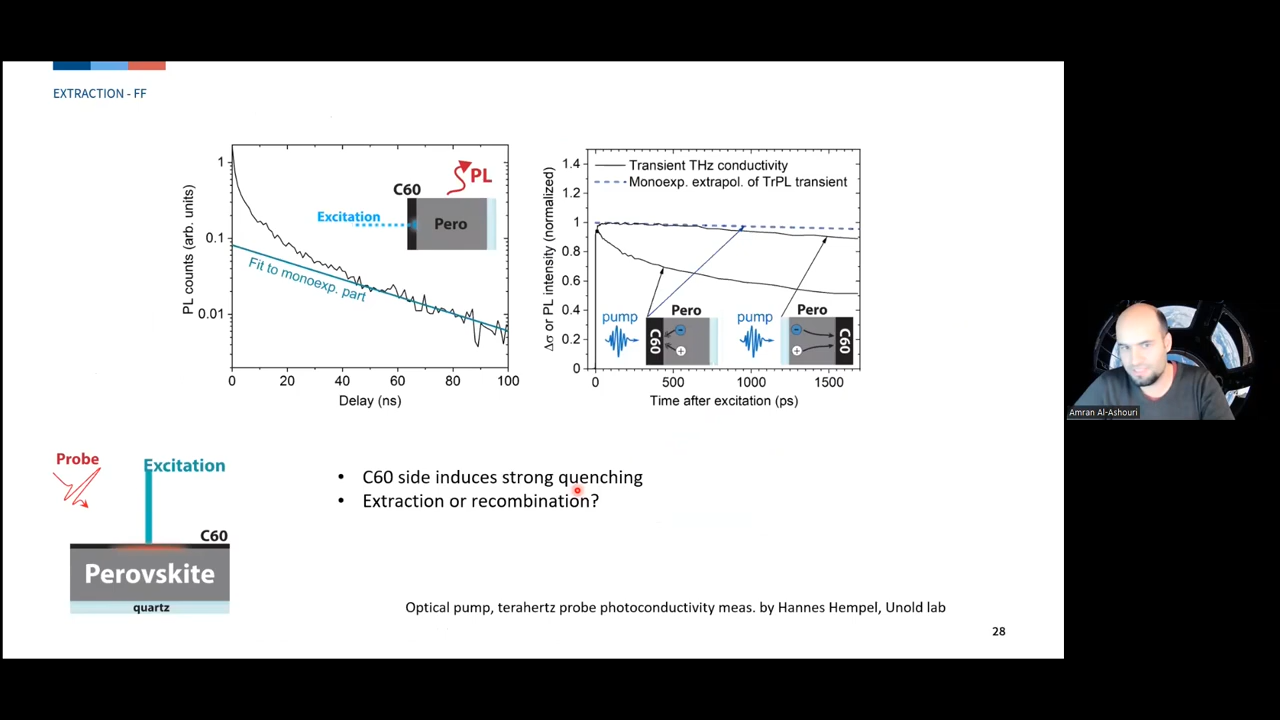 EXTRACTION - FF
PL counts (arb. units)
1
0.1
0.01
0
20
40
60
80
100
Delay (ns)
Fit to monoexp. part
Excitation
C60
PL
Pero
Δσ or PL intensity (normalized)
1.4
1.2
1
0.8
0.6
0.4
0.2
0
0
500
1000
1500
Time after excitation (ps)
Transient THz conductivity
Monoexp. extrapol. of TrPL transient
pump
C60
Pero
-
+
pump
Pero
-
+
C60
Probe
Excitation
C60
Perovskite
quartz
• C60 side induces strong quenching
• Extraction or recombination?
Optical pump, terahertz probe photoconductivity meas. by Hannes Hempel, Unold lab
28
Amran Al-Ashouri